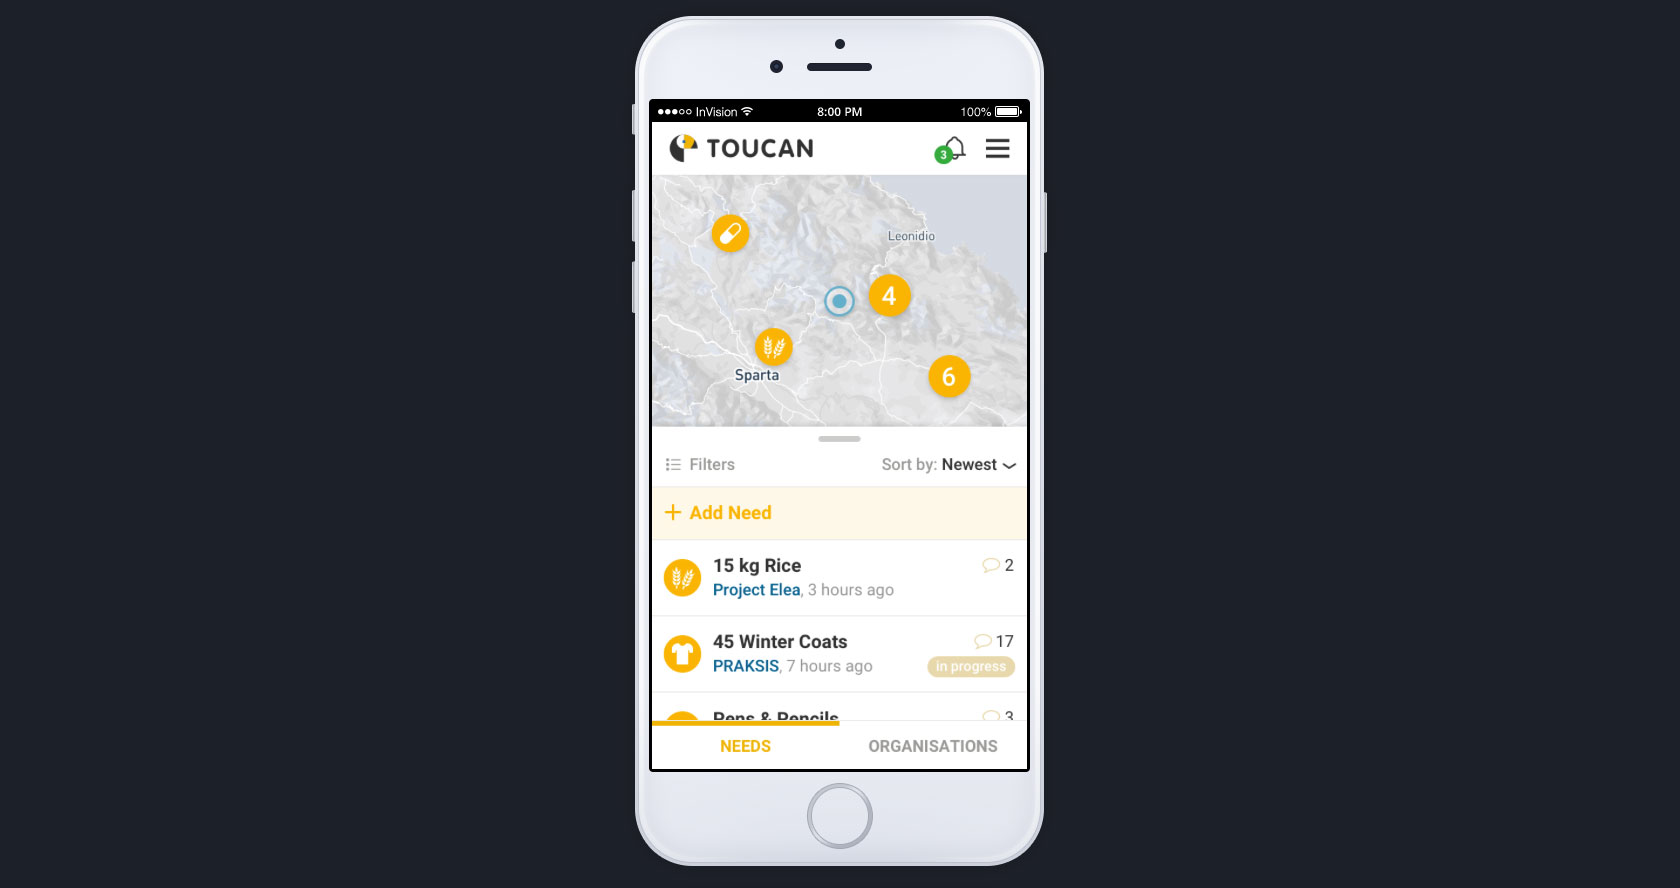 InVision 8:00 PM 100%
TOUCAN 3
Leonidio
4
Sparta
6
Filters Sort by: Newest
+ Add Need
15 kg Rice 2
Project Elea, 3 hours ago
45 Winter Coats 17
PRAKSIS, 7 hours ago in progress
Pens & Pencils 3
NEEDS ORGANISATIONS